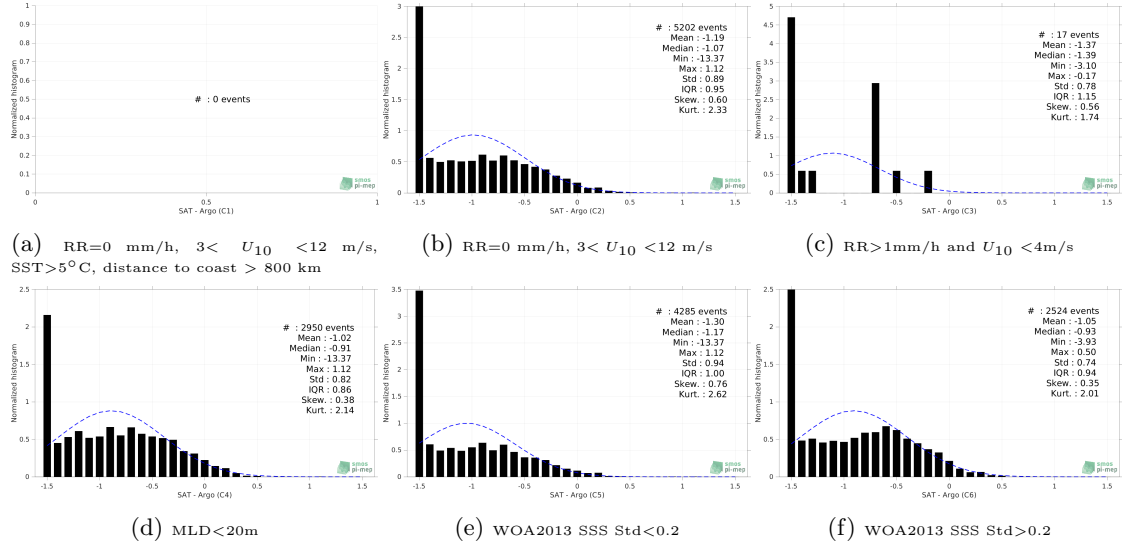 1
0.9
0.8
0.7
0.6
0.5
0.4
0.3
0.2
0.1
0
Normalized histogram
# : 0 events
0 0.5 1
SAT - Argo (C1)
smos
pi-mep
(a) RR=0 mm/h, 3< U10 <12 m/s,
SST>5°C, distance to coast > 800 km
3
2.5
2
1.5
1
0.5
0
Normalized histogram
# : 5202 events
Mean : -1.19
Median : -1.07
Min : -13.37
Max : 1.12
Std : 0.89
IQR : 0.95
Skew. : 0.60
Kurt. : 2.33
-1.5 -1 -0.5 0 0.5 1 1.5
SAT - Argo (C2)
smos
pi-mep
(b) RR=0 mm/h, 3< U10 <12 m/s
5
4.5
4
3.5
3
2.5
2
1.5
1
0.5
0
Normalized histogram
# : 17 events
Mean : -1.37
Median : -1.39
Min : -3.10
Max : -0.17
Std : 0.78
IQR : 1.15
Skew. : 0.56
Kurt. : 1.74
-1.5 -1 -0.5 0 0.5 1 1.5
SAT - Argo (C3)
smos
pi-mep
(c) RR>1mm/h and U10 <4m/s
2.5
2
1.5
1
0.5
0
Normalized histogram
# : 2950 events
Mean : -1.02
Median : -0.91
Min : -13.37
Max : 1.12
Std : 0.82
IQR : 0.86
Skew. : 0.38
Kurt. : 2.14
-1.5 -1 -0.5 0 0.5 1 1.5
SAT - Argo (C4)
smos
pi-mep
(d) MLD<20m
3.5
3
2.5
2
1.5
1
0.5
0
Normalized histogram
# : 4285 events
Mean : -1.30
Median : -1.17
Min : -13.37
Max : 1.12
Std : 0.94
IQR : 1.00
Skew. : 0.76
Kurt. : 2.62
-1.5 -1 -0.5 0 0.5 1 1.5
SAT - Argo (C5)
smos
pi-mep
(e) WOA2013 SSS Std<0.2
2.5
2
1.5
1
0.5
0
Normalized histogram
# : 2524 events
Mean : -1.05
Median : -0.93
Min : -3.93
Max : 0.50
Std : 0.74
IQR : 0.94
Skew. : 0.35
Kurt. : 2.01
-1.5 -1 -0.5 0 0.5 1 1.5
SAT - Argo (C6)
smos
pi-mep
(f) WOA2013 SSS Std>0.2